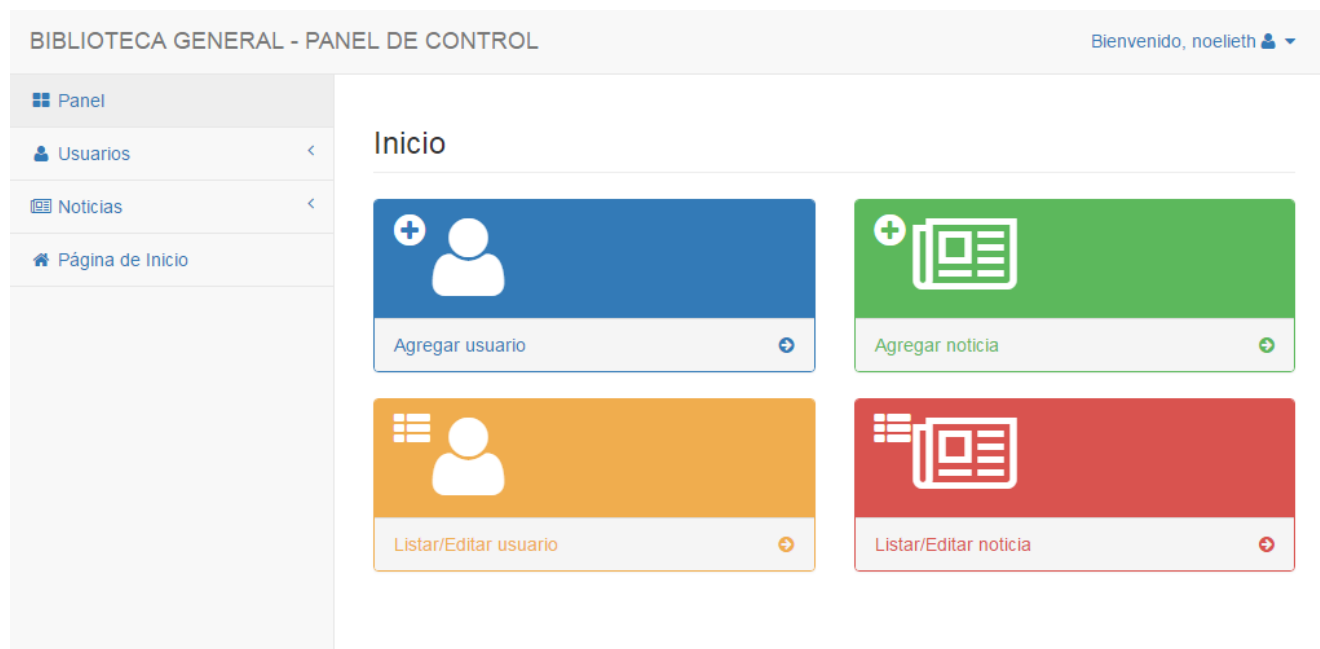 BIBLIOTECA GENERAL - PANEL DE CONTROL
Bienvenido, noelieth
Panel
Usuarios
Noticias
Página de Inicio
Inicio
Agregar usuario
Agregar noticia
Listar/Editar usuario
Listar/Editar noticia